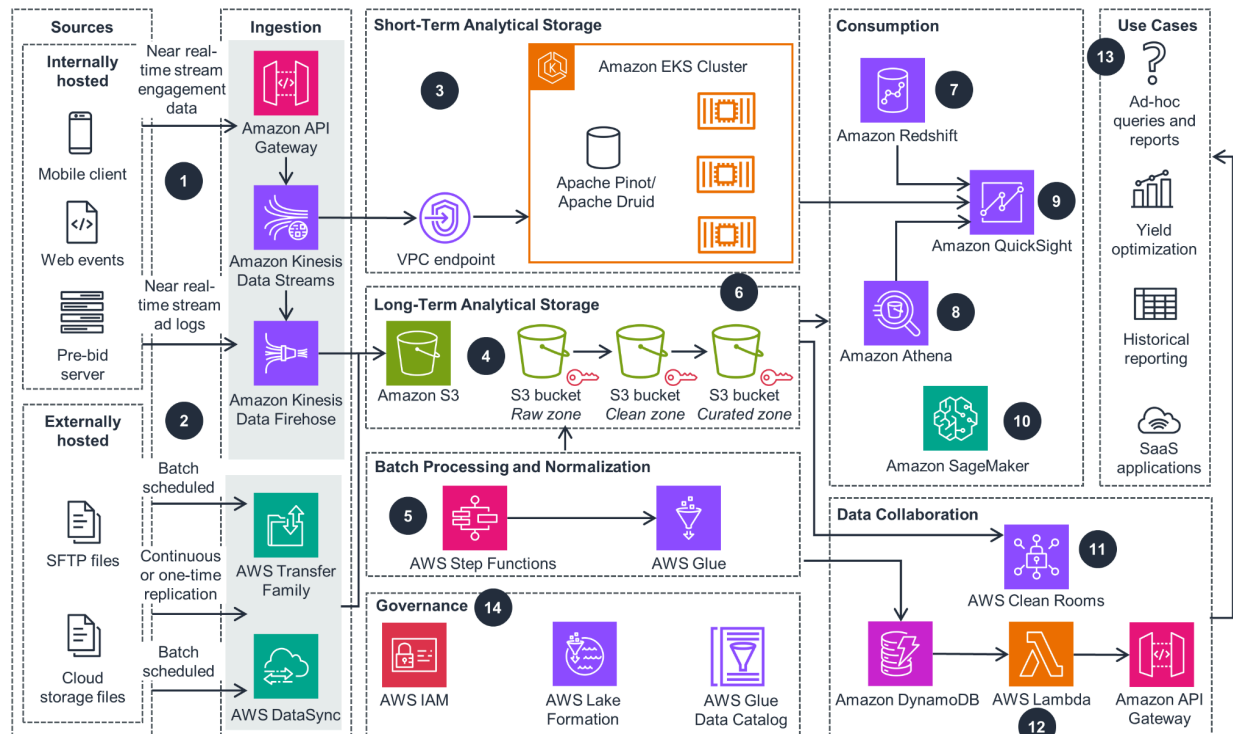 Sources
Internally
hosted
Mobile client
Web events
Pre-bid
server
Externally
hosted
SFTP files
Cloud
storage files
Near real-
time stream
engagement
data
1
Near real-
time stream
ad logs
2
Batch
scheduled
Continuous
or one-time
replication
Batch
scheduled
Ingestion
Amazon API
Gateway
Amazon Kinesis
Data Streams
Amazon Kinesis
Data Firehose
AWS Transfer
Family
AWS DataSync
Short-Term Analytical Storage
3
VPC endpoint
K
Amazon EKS Cluster
Apache Pinot/
Apache Druid
6
Long-Term Analytical Storage
Amazon S3
4
S3 bucket
Raw zone
S3 bucket
Clean zone
S3 bucket
Curated zone
Batch Processing and Normalization
5
AWS Step Functions
AWS Glue
Governance
14
AWS IAM
AWS Lake
Formation
AWS Glue
Data Catalog
Consumption
7
Amazon Redshift
9
Amazon QuickSight
8
Amazon Athena
10
Amazon SageMaker
Data Collaboration
11
AWS Clean Rooms
Amazon DynamoDB
AWS Lambda
12
Amazon API
Gateway
Use Cases
13
Ad-hoc
queries and
reports
Yield
optimization
Historical
reporting
SaaS
applications